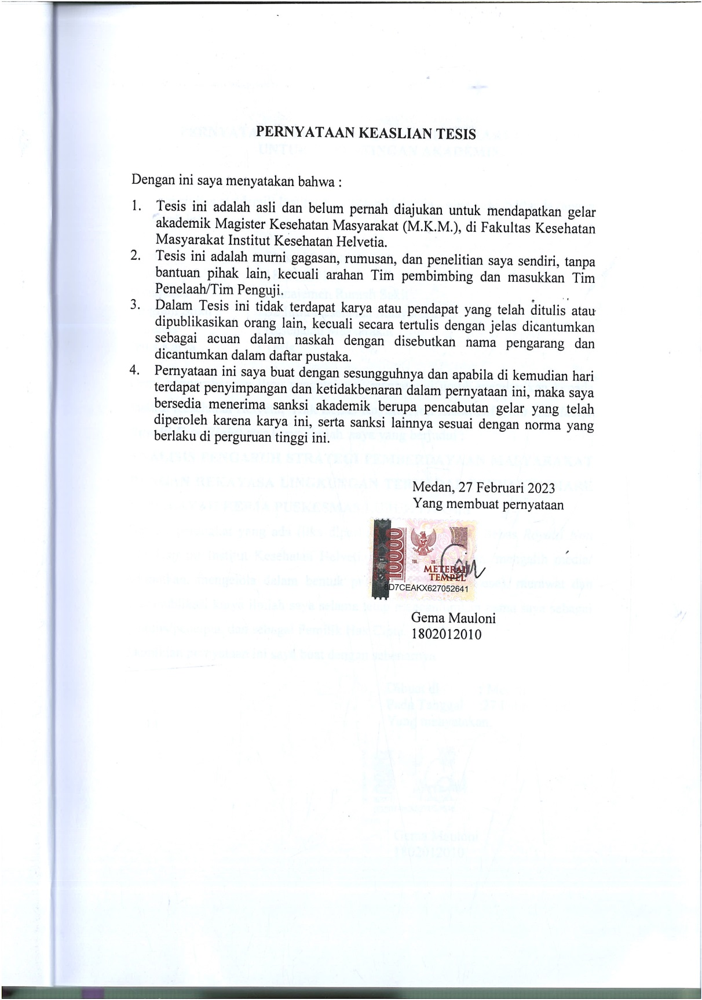 PERNYATAAN KEASLIAN TESIS
Dengan ini saya menyatakan bahwa :
1. Tesis ini adalah asli dan belum pernah diajukan untuk mendapatkan gelar
akademik Magister Kesehatan Masyarakat (M.K.M.), di Fakultas Kesehatan
Masyarakat Institut Kesehatan Helvetia.
2. Tesis ini adalah murni gagasan, rumusan, dan penelitian saya sendiri, tanpa
bantuan pihak lain, kecuali arahan Tim pembimbing dan masukkan Tim
Penelaah/Tim Penguji.
3. Dalam Tesis ini tidak terdapat karya atau pendapat yang telah ditulis atau
dipublikasikan orang lain, kecuali secara tertulis dengan jelas dicantumkan
sebagai acuan dalam naskah dengan disebutkan nama pengarang dan
dicantumkan dalam daftar pustaka.
4. Pernyataan ini saya buat dengan sesungguhnya dan apabila di kemudian hari
terdapat penyimpangan dan ketidakbenaran dalam pernyataan ini, maka saya
bersedia menerima sanksi akademik berupa pencabutan gelar yang telah
diperoleh karena karya ini, serta sanksi lainnya sesuai dengan norma yang
berlaku di perguruan tinggi ini.
Medan, 27 Februari 2023
Yang membuat pernyataan
10000
TGL. 20
METERAI
TEMPEL
D7CEAKX627052641
Gema Mauloni
1802012010